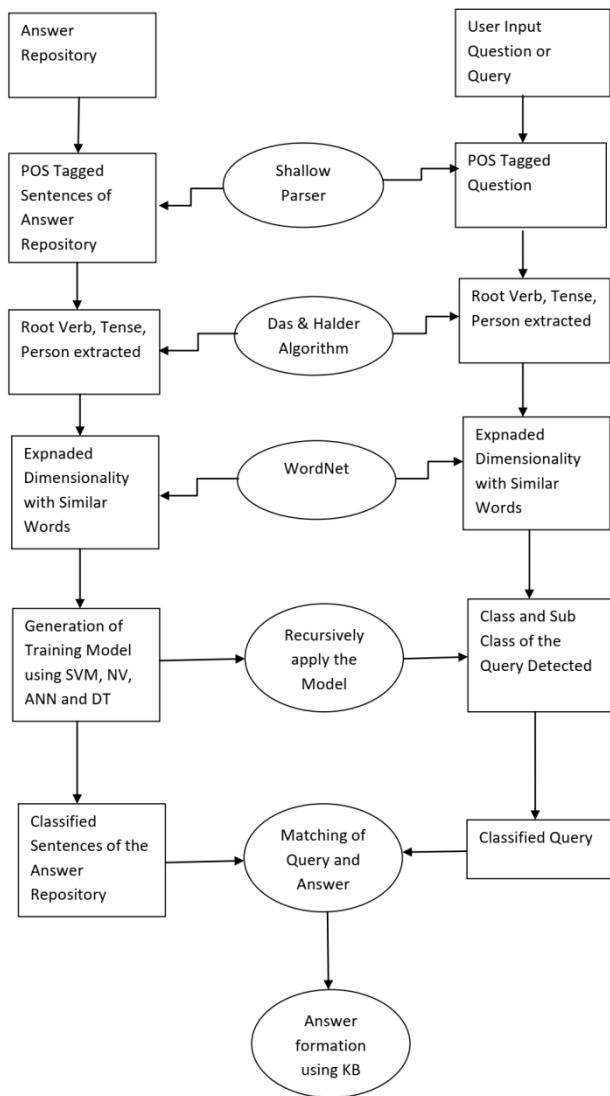 Answer
Repository
User Input
Question or
Query
POS Tagged
Sentences of
Answer
Repository
Shallow
Parser
POS Tagged
Question
Root Verb, Tense,
Person extracted
Das & Halder
Algorithm
Root Verb, Tense,
Person extracted
Expnaded
Dimensionality
with Similar
Words
WordNet
Expnaded
Dimensionality
with Similar
Words
Generation of
Training Model
using SVM, NV,
ANN and DT
Recursively
apply the
Model
Class and Sub
Class of the
Query Detected
Classified
Sentences of the
Answer
Repository
Matching of
Query and
Answer
Classified Query
Answer
formation
using KB